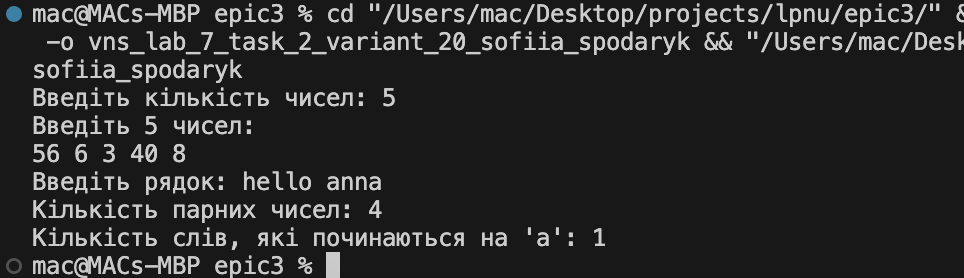 mac@MACs-MBP epic3 % cd "/Users/mac/Desktop/projects/lpnu/epic3/" &
-o vns_lab_7_task_2_variant_20_sofiia_spodaryk && "/Users/mac/Desk
sofiia_spodaryk
Введіть кількість чисел: 5
Введіть 5 чисел:
56 6 3 40 8
Введіть рядок: hello anna
Кількість парних чисел: 4
Кількість слів, які починаються на 'a': 1
mac@MACs-MBP epic3 %